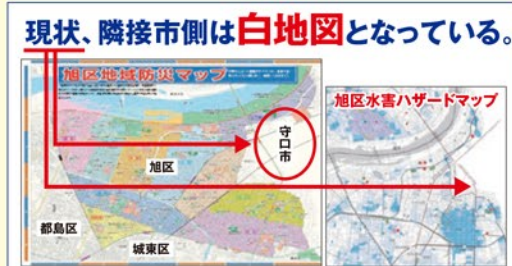 現状、隣接市側は白地図となっている。
旭区地域防災マップ
旭区水害ハザードマップ
守口市
旭区
都島区
城東区